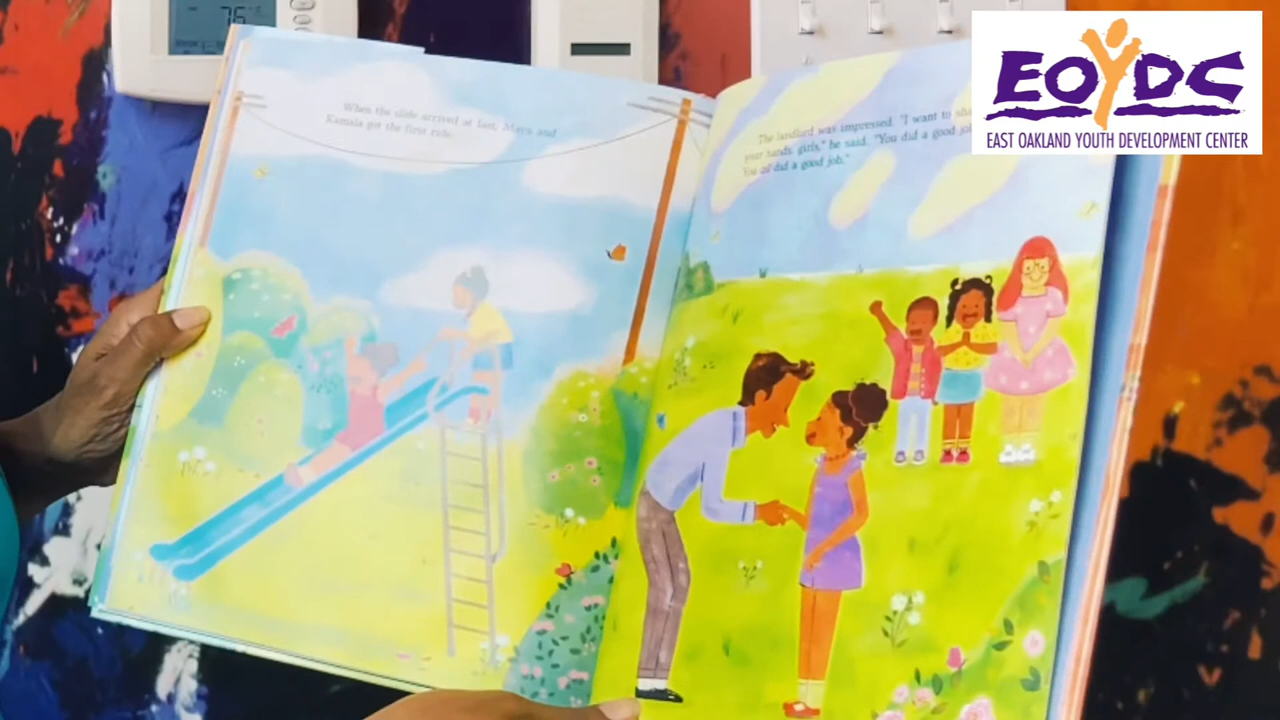 76
When the slide arrived at last, Maya and
Kamala got the first ride.
The landlord was impressed. "I want to
your hands, girls," he said. "You did a good
You all did a good job."
EOYDC
EAST OAKLAND YOUTH DEVELOPMENT CENTER